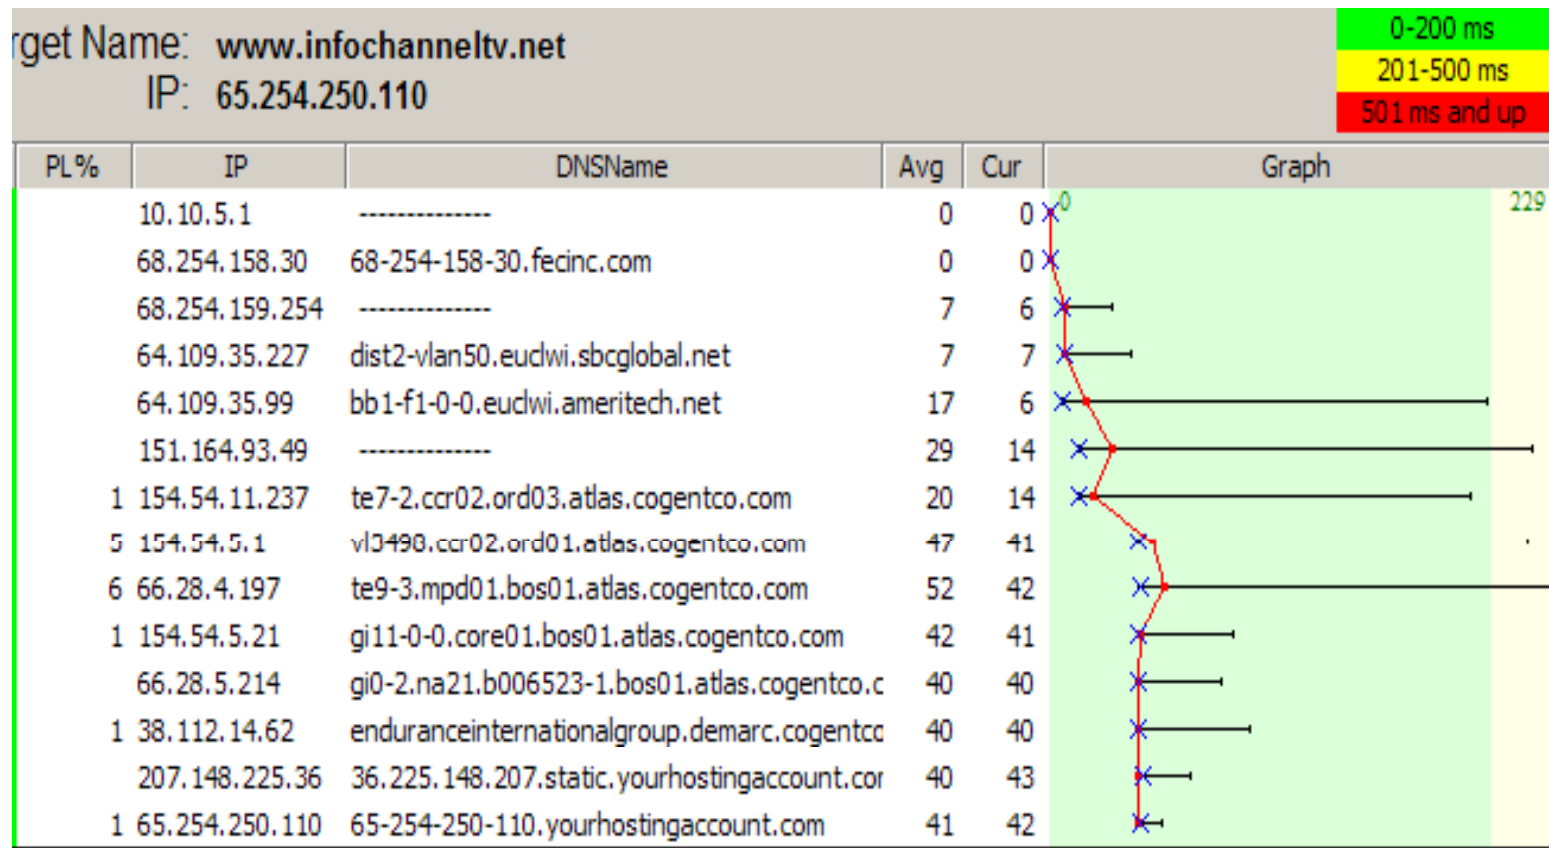 rget Name: www.infochanneltv.net
IP: 65.254.250.110
0-200 ms
201-500 ms
501 ms and up
PL% IP DNSName Avg Cur Graph
0 229
10.10.5.1 -------------- 0 0
68.254.158.30 68-254-158-30.fecinc.com 0 0
68.254.159.254 -------------- 7 6
64.109.35.227 dist2-vlan50.euclwi.sbcglobal.net 7 7
64.109.35.99 bb1-f1-0-0.euclwi.ameritech.net 17 6
151.164.93.49 -------------- 29 14
1 154.54.11.237 te7-2.ccr02.ord03.atlas.cogentco.com 20 14
5 154.54.5.1 vl3498.ccr02.ord01.atlas.cogentco.com 47 41
6 66.28.4.197 te9-3.mpd01.bos01.atlas.cogentco.com 52 42
1 154.54.5.21 gi11-0-0.core01.bos01.atlas.cogentco.com 42 41
66.28.5.214 gi0-2.na21.b006523-1.bos01.atlas.cogentco.c 40 40
1 38.112.14.62 enduranceinternationalgroup.demarc.cogentco 40 40
207.148.225.36 36.225.148.207.static.yourhostingaccount.cor 40 43
1 65.254.250.110 65-254-250-110.yourhostingaccount.com 41 42